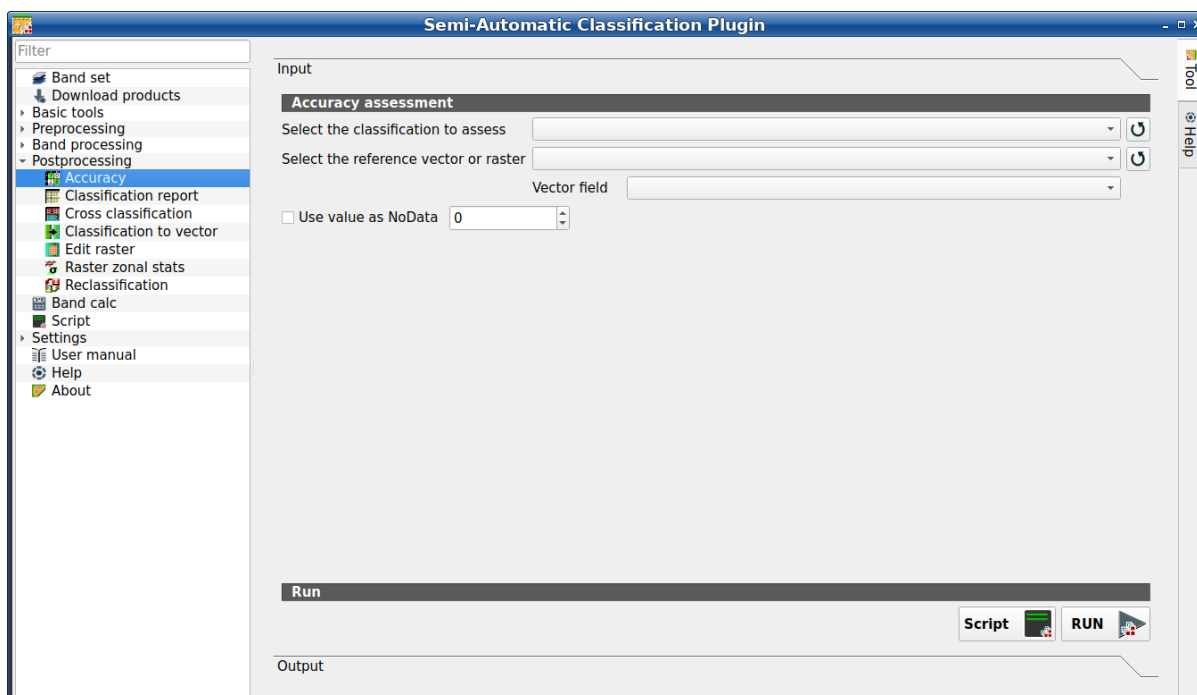 Semi-Automatic Classification Plugin
Filter
Band set
Download products
Basic tools
Preprocessing
Band processing
Postprocessing
Accuracy
Classification report
Cross classification
Classification to vector
Edit raster
Raster zonal stats
Reclassification
Band calc
Script
Settings
User manual
Help
About
Input
Accuracy assessment
Select the classification to assess
Select the reference vector or raster
Vector field
Use value as NoData 0
Run
Script RUN
Output
Tool
Help